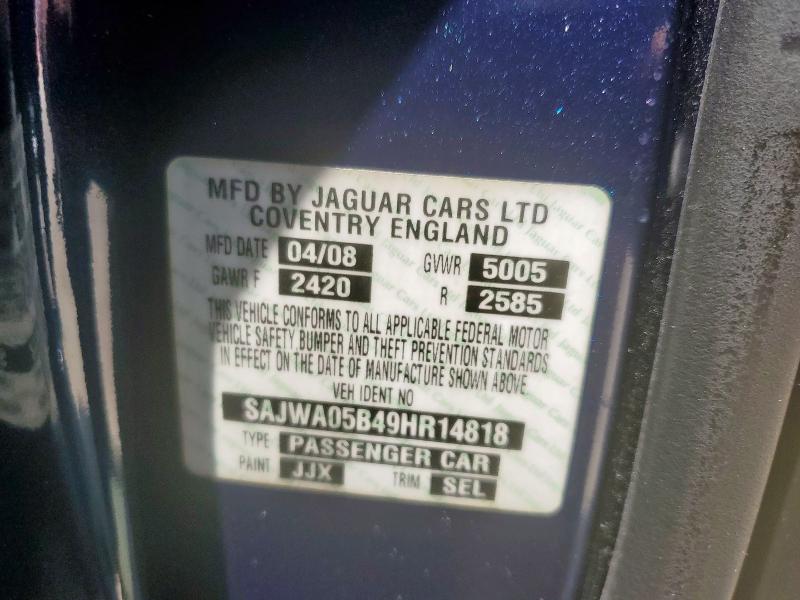 MFD BY JAGUAR CARS LTD
COVENTRY ENGLAND
MFD DATE 04/08 GVWR 5005
GAWR F 2420 R 2585
THIS VEHICLE CONFORMS TO ALL APPLICABLE FEDERAL MOTOR
VEHICLE SAFETY BUMPER AND THEFT PREVENTION STANDARDS
IN EFFECT ON THE DATE OF MANUFACTURE SHOWN ABOVE
VEH IDENT NO
SAJWA05B49HR14818
TYPE PASSENGER CAR
PAINT JJX TRIM SEL